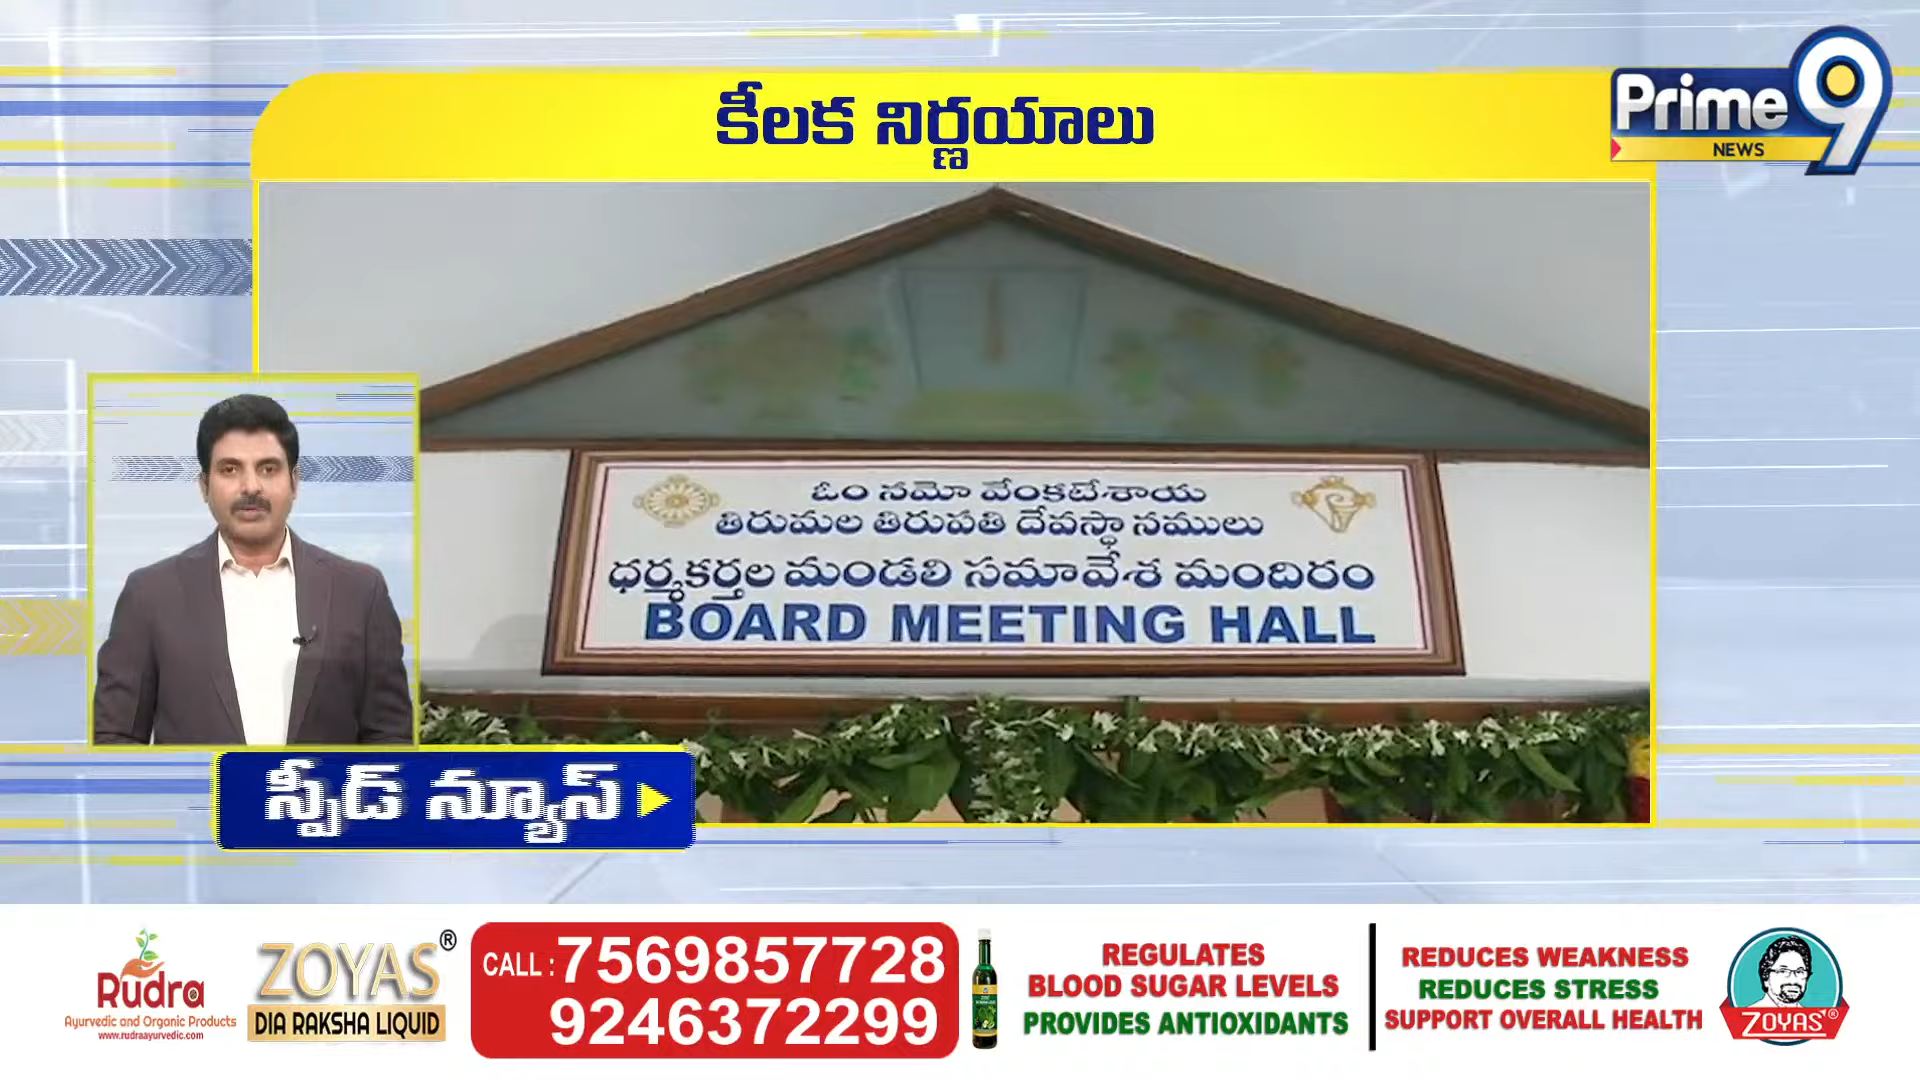 కీలక నిర్ణయాలు
Prime9
NEWS
ఓం నమో వేంకటేశాయ
తిరుమల తిరుపతి దేవస్థానములు
ధర్మకర్తల మండలి సమావేశ మందిరం
BOARD MEETING HALL
స్పీడ్ న్యూస్
Rudra
Ayurvedic and Organic Products
www.rudraayurvedic.com
ZOYAS®
DIA RAKSHA LIQUID
CALL : 7569857728
9246372299
REGULATES
BLOOD SUGAR LEVELS
PROVIDES ANTIOXIDANTS
REDUCES WEAKNESS
REDUCES STRESS
SUPPORT OVERALL HEALTH
ZOYAS®